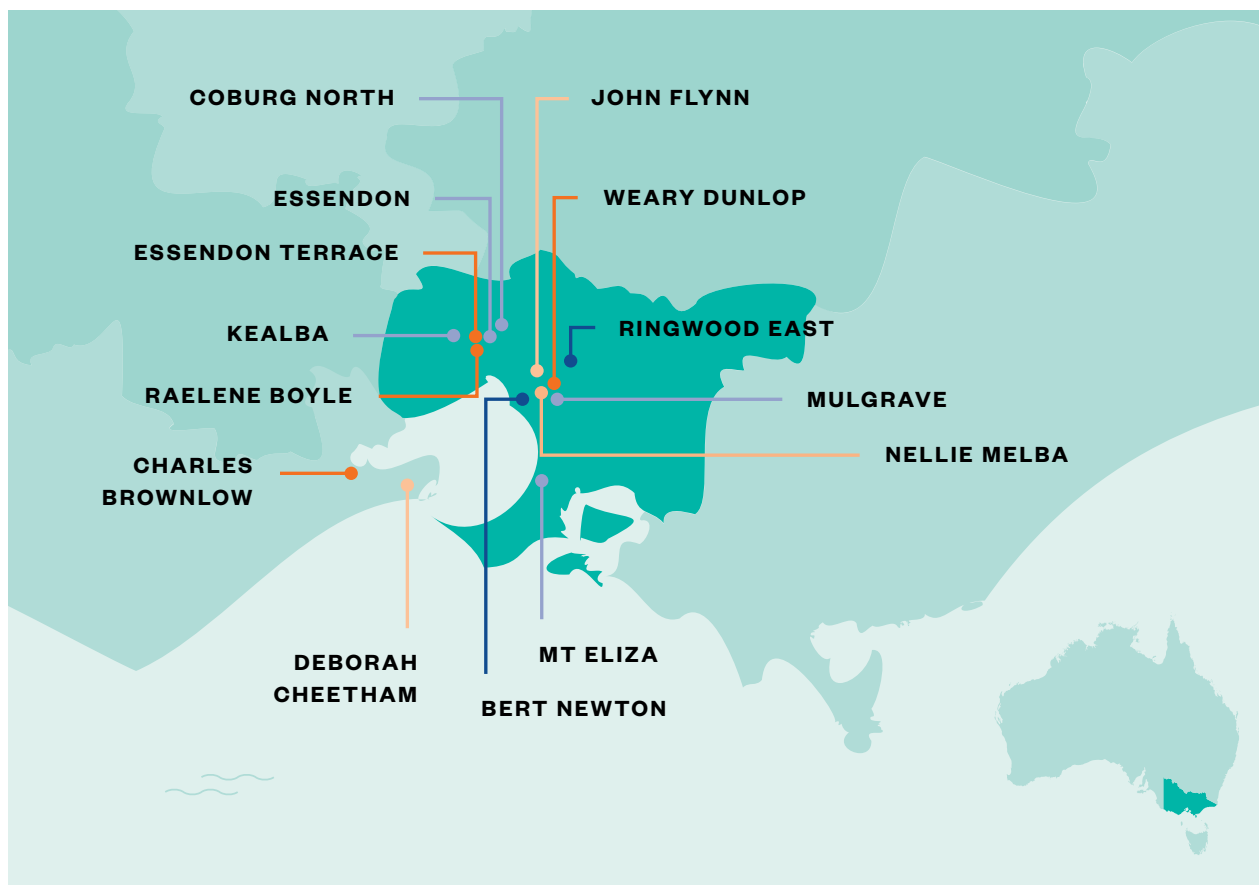 COBURG NORTH
JOHN FLYNN
ESSENDON
WEARY DUNLOP
ESSENDON TERRACE
KEALBA
RINGWOOD EAST
RAELENE BOYLE
MULGRAVE
NELLIE MELBA
CHARLES
BROWNLOW
DEBORAH
CHEETHAM
MT ELIZA
BERT NEWTON